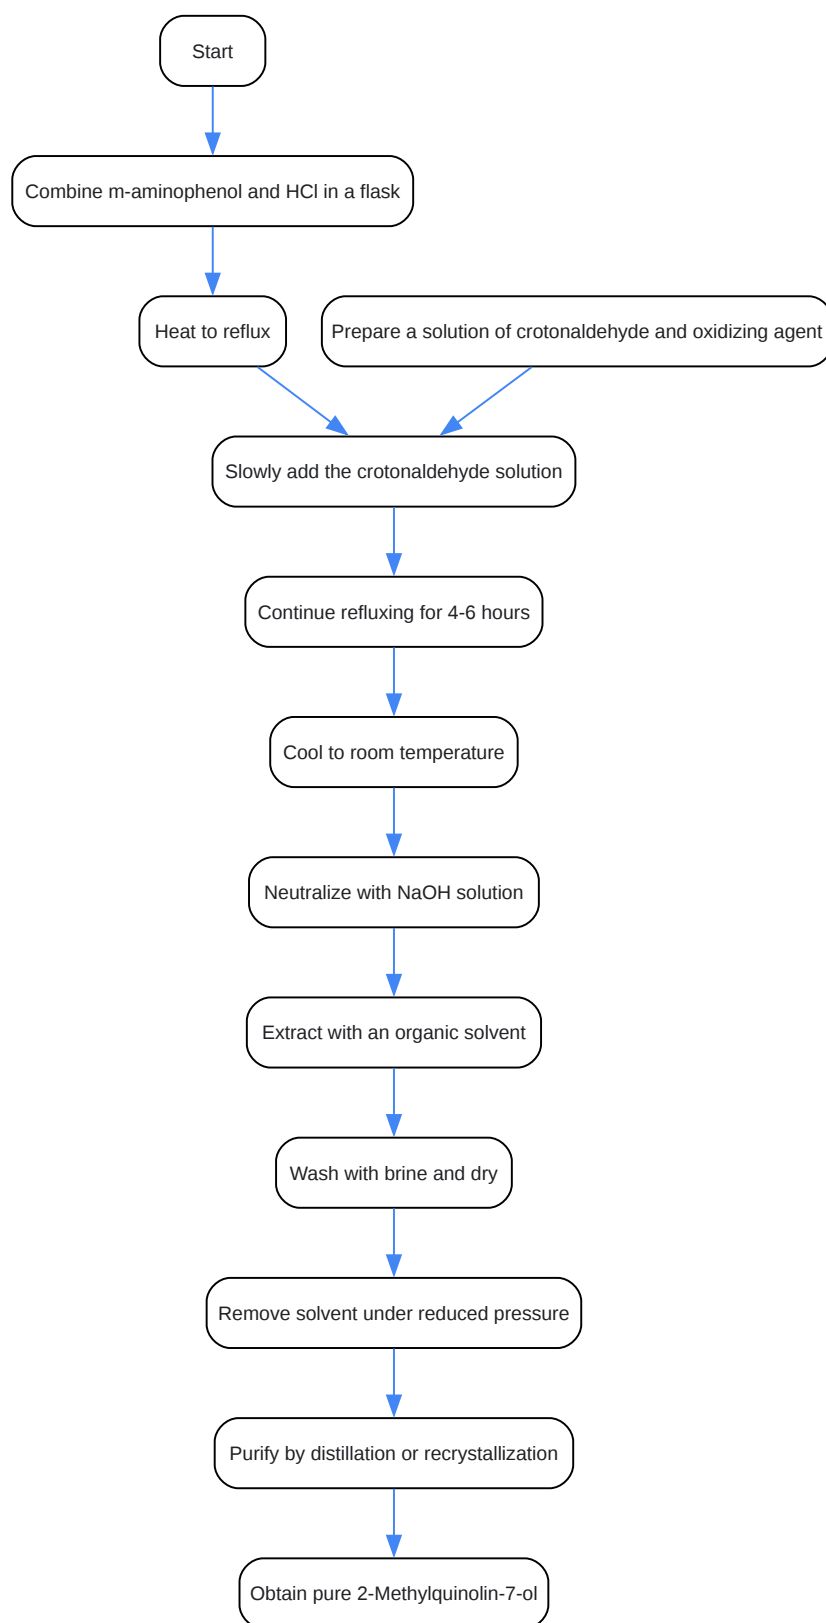 Start
Combine m-aminophenol and HCl in a flask
Heat to reflux
Prepare a solution of crotonaldehyde and oxidizing agent
Slowly add the crotonaldehyde solution
Continue refluxing for 4-6 hours
Cool to room temperature
Neutralize with NaOH solution
Extract with an organic solvent
Wash with brine and dry
Remove solvent under reduced pressure
Purify by distillation or recrystallization
Obtain pure 2-Methylquinolin-7-ol